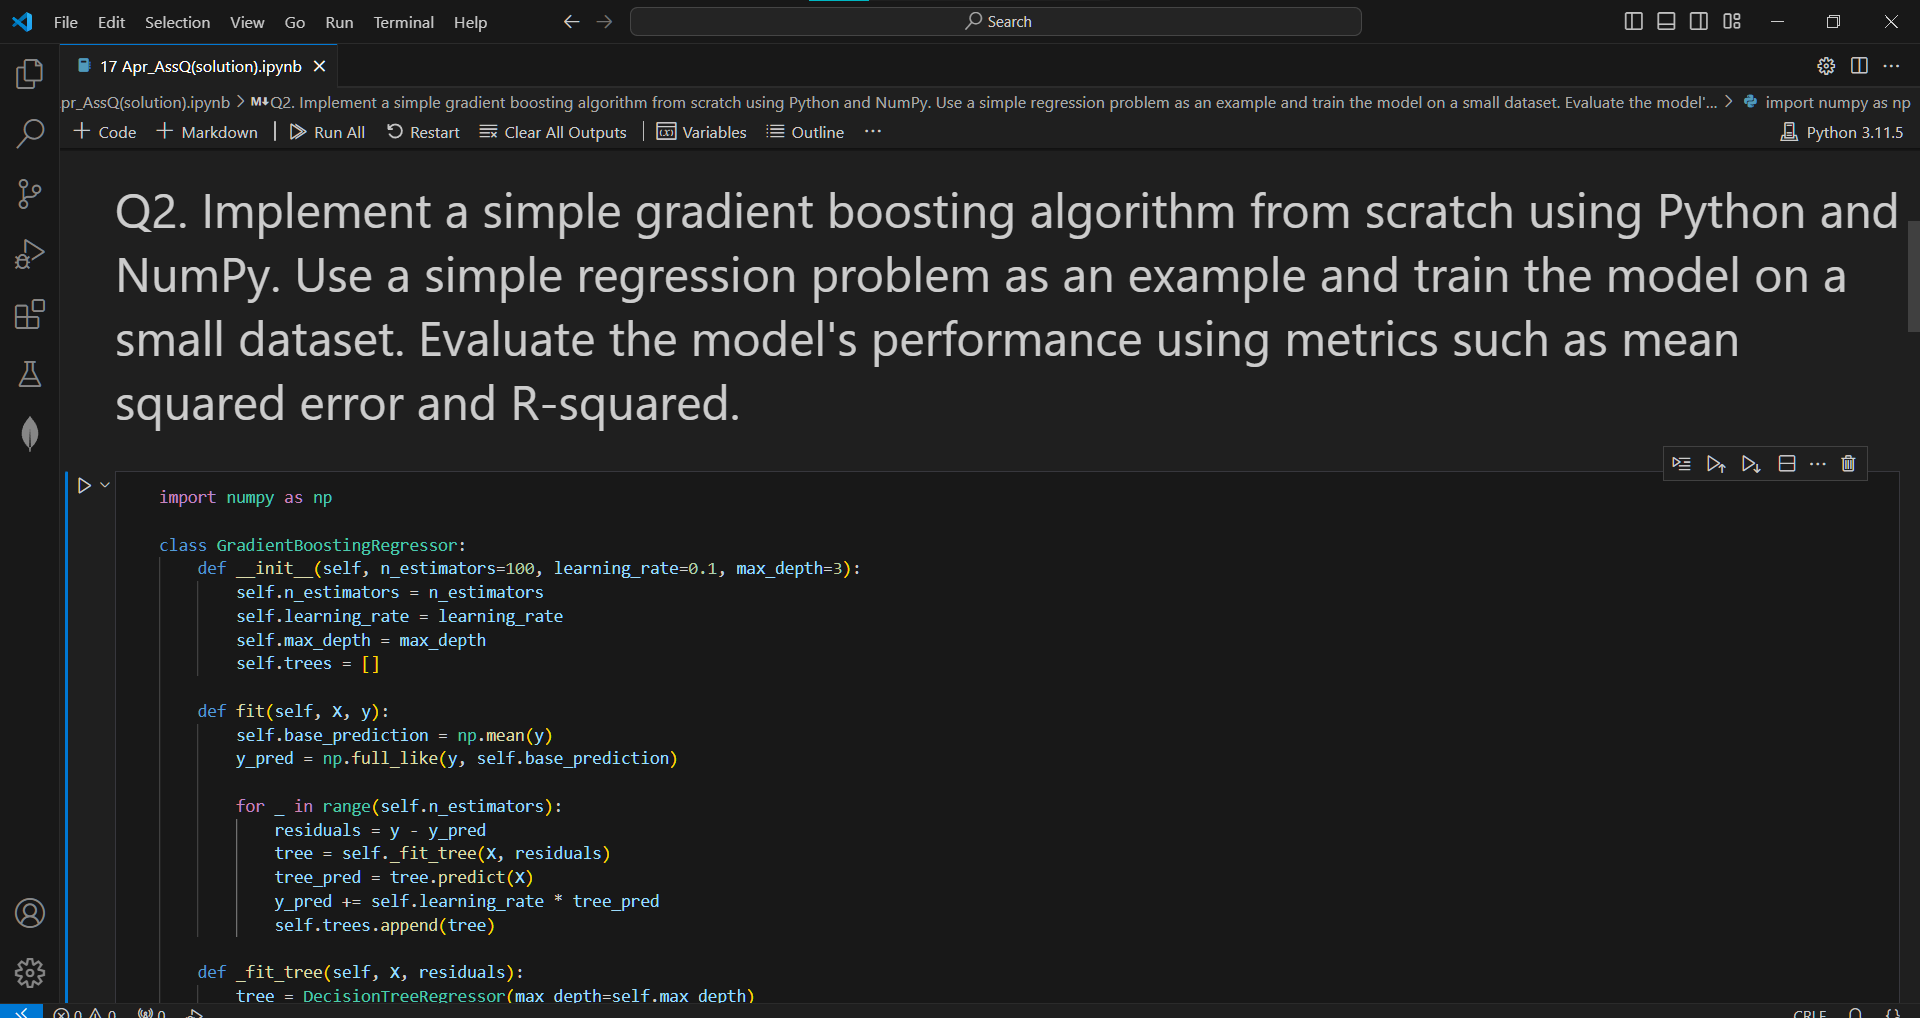 File Edit Selection View Go Run Terminal Help Search
17 Apr_AssQ(solution).ipynb
pr_AssQ(solution).ipynb > M↓Q2. Implement a simple gradient boosting algorithm from scratch using Python and NumPy. Use a simple regression problem as an example and train the model on a small dataset. Evaluate the model'... > import numpy as np
+ Code + Markdown | Run All Restart Clear All Outputs | Variables Outline ... Python 3.11.5
Q2. Implement a simple gradient boosting algorithm from scratch using Python and
NumPy. Use a simple regression problem as an example and train the model on a
small dataset. Evaluate the model's performance using metrics such as mean
squared error and R-squared.
import numpy as np
class GradientBoostingRegressor:
def __init__(self, n_estimators=100, learning_rate=0.1, max_depth=3):
self.n_estimators = n_estimators
self.learning_rate = learning_rate
self.max_depth = max_depth
self.trees = []
def fit(self, X, y):
self.base_prediction = np.mean(y)
y_pred = np.full_like(y, self.base_prediction)
for _ in range(self.n_estimators):
residuals = y - y_pred
tree = self._fit_tree(X, residuals)
tree_pred = tree.predict(X)
y_pred += self.learning_rate * tree_pred
self.trees.append(tree)
def _fit_tree(self, X, residuals):
tree = DecisionTreeRegressor(max_depth=self.max_depth)
0 0 0 CRLF {}